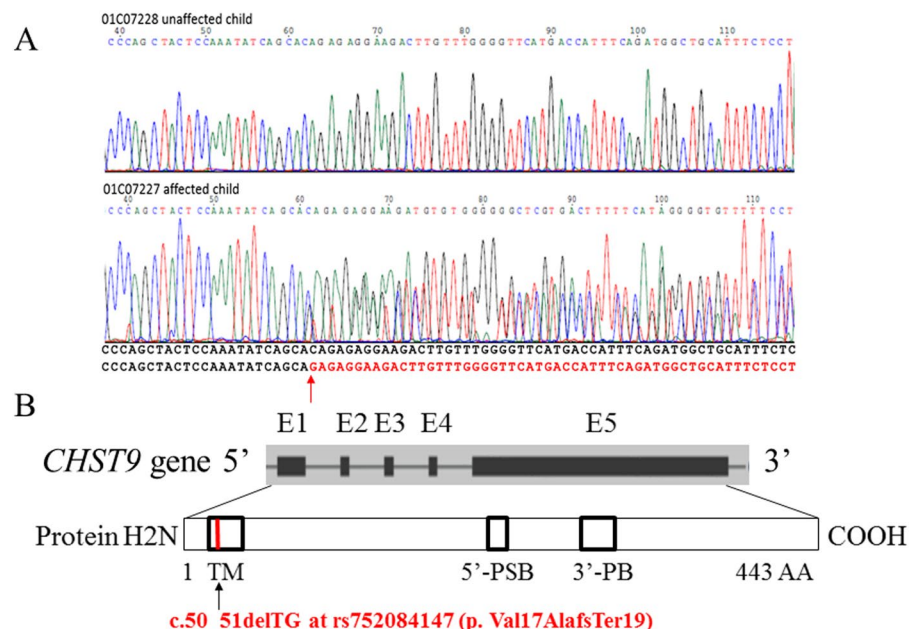 A
01C07228 unaffected child
40 50 60 70 80 90 100 110
CCCAGCTACTCCAAATATCAGCACAGAGAGGAAGACTTGTTTGGGGTTCATGACCATTTCAGATGGCTGCATTTCTCCT
01C07227 affected child
40 50 60 70 80 90 100 110
CCCAGCTACTCCAAATATCAGCACAGAGAGGAAGATGTGTGGGGGGCTCGTGACTTTTTCATAGGGGTGTTTTTCCT
CCCAGCTACTCCAAATATCAGCACAGAGAGGAAGACTTGTTTGGGGTTCATGACCATTTCAGATGGCTGCATTTCTC
CCCAGCTACTCCAAATATCAGCAGAGAGGAAGACTTGTTTGGGGTTCATGACCATTTCAGATGGCTGCATTTCTCCT
B
E1 E2 E3 E4 E5
CHST9 gene 5’ 3’
Protein H2N COOH
1 TM 5’-PSB 3’-PB 443 AA
c.50_51delTG at rs752084147 (p. Val17AlafsTer19)